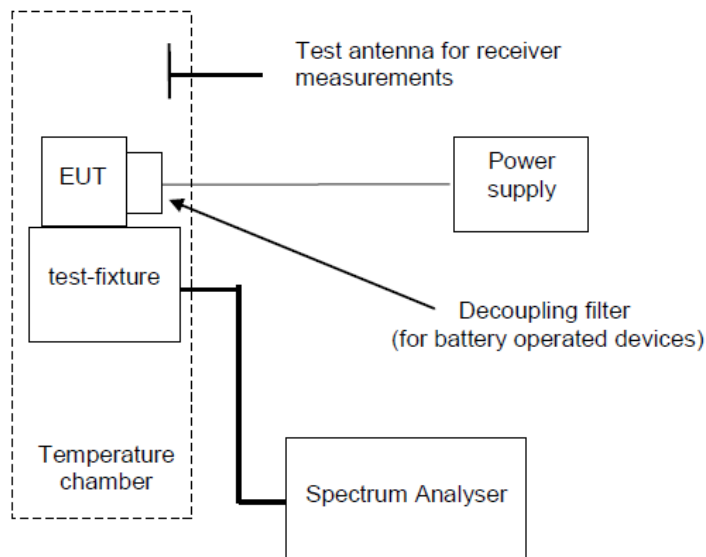 Test antenna for receiver
measurements
EUT
Power
supply
test-fixture
Decoupling filter
(for battery operated devices)
Temperature
chamber
Spectrum Analyser